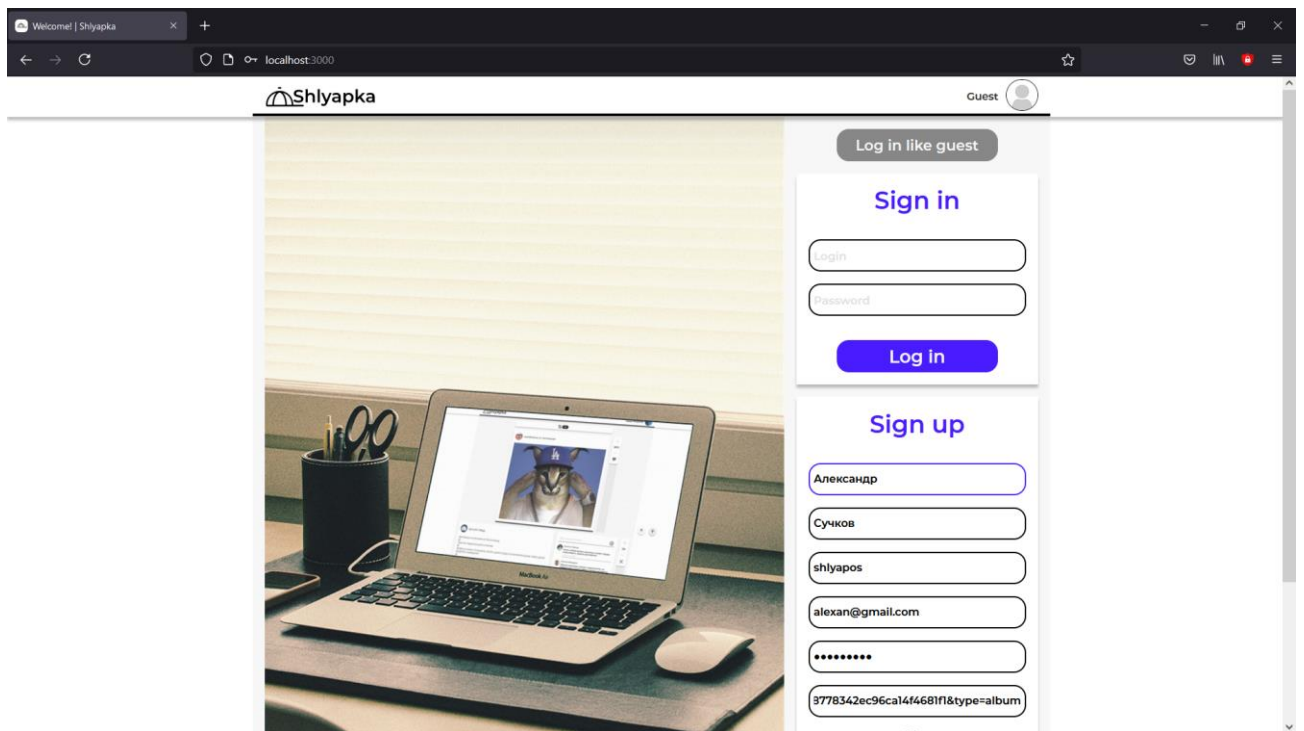 Welcome! | Shlyapka
localhost:3000
Shlyapka
Guest
Log in like guest
Sign in
Login
Password
Log in
Sign up
Александр
Сучков
shlyapos
alexan@gmail.com
•••••••••
8778342ec96ca14f4681f1&type=album
MacBook Air